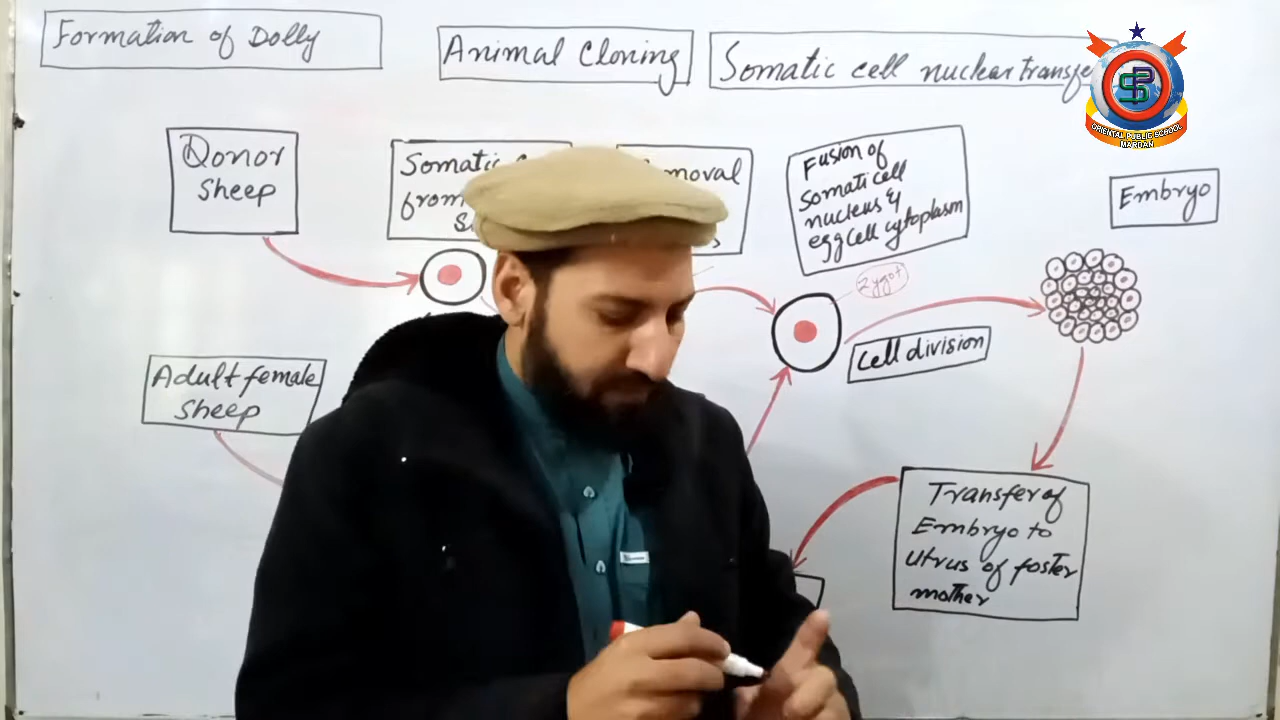 Formation of Dolly
Animal Cloning
Somatic cell nuclear transfe
ORIENTAL PUBLIC SCHOOL
MARDAN
Donor
Sheep
Somatic
from
Fusion of
Somatic cell
nucleus &
egg cell cytoplasm
Embryo
Zygot
Cell division
Adult female
Sheep
Transfer of
Embryo to
Utrus of foster
mother